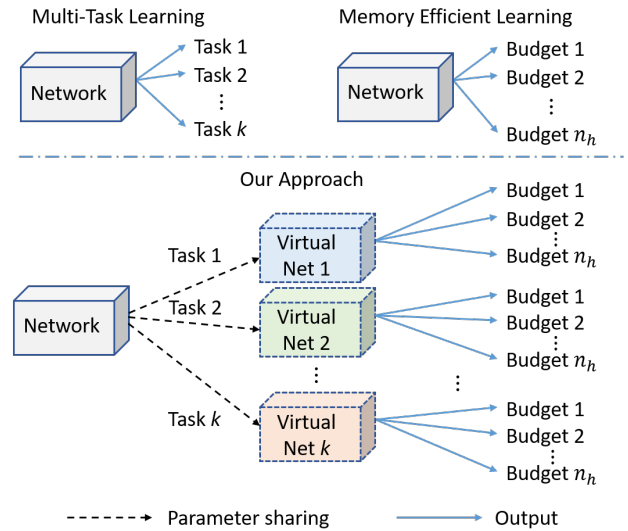 Multi-Task Learning
Network
Task 1
Task 2
⋮
Task k
Memory Efficient Learning
Network
Budget 1
Budget 2
⋮
Budget n_h
Our Approach
Network
Task 1
Task 2
Task k
Virtual
Net 1
Virtual
Net 2
⋮
Virtual
Net k
Budget 1
Budget 2
⋮
Budget n_h
Budget 1
Budget 2
⋮
Budget n_h
⋮
Budget 1
Budget 2
⋮
Budget n_h
Parameter sharing
Output